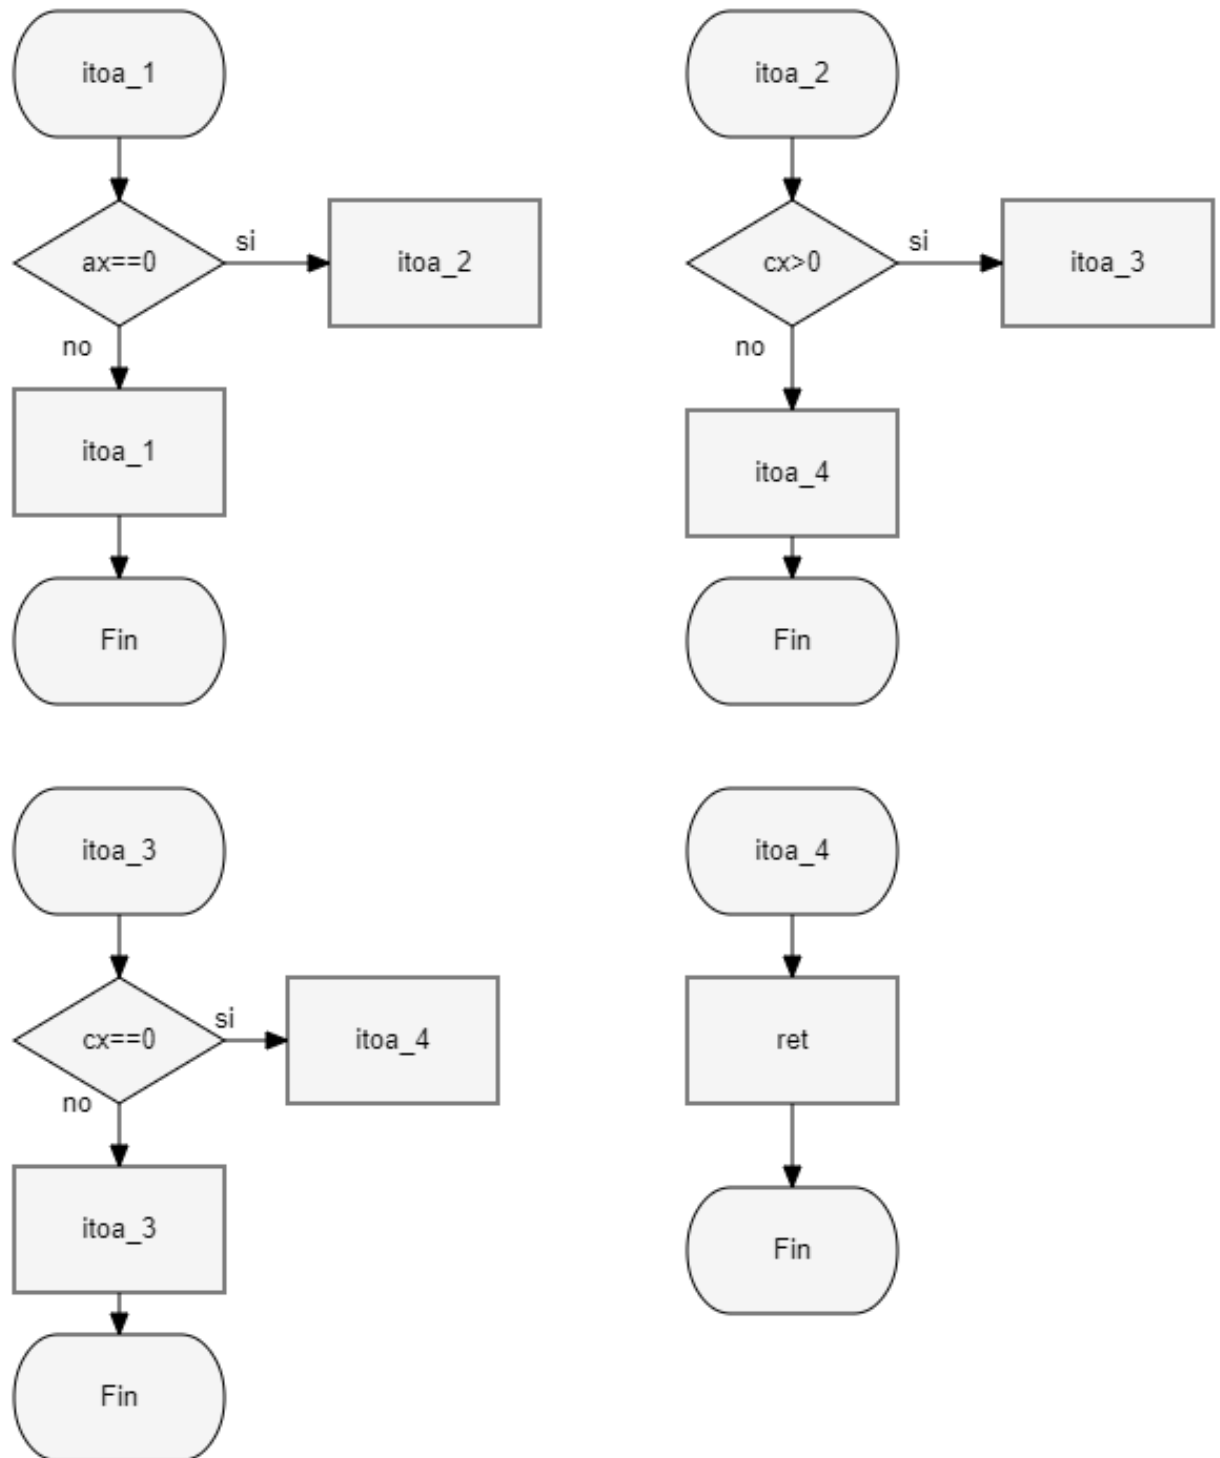 itoa_1
ax==0
si
itoa_2
no
itoa_1
Fin
itoa_2
cx>0
si
itoa_3
no
itoa_4
Fin
itoa_3
cx==0
si
itoa_4
no
itoa_3
Fin
itoa_4
ret
Fin